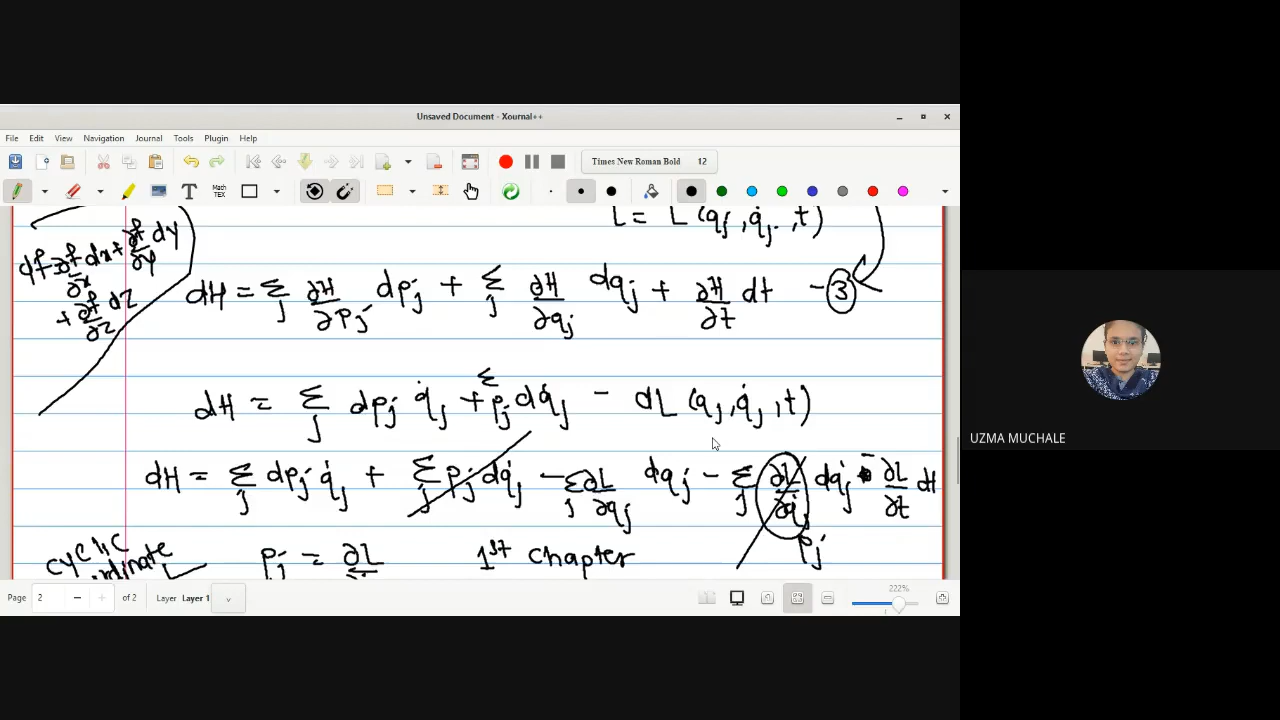 Unsaved Document - Xournal++
File Edit View Navigation Journal Tools Plugin Help
Times New Roman Bold 12
L = L (qj, q̇j, t)
df = ∂f/∂x dx + ∂f/∂y dy
+ ∂f/∂z dz
dH = Σj ∂H/∂pj dpj + Σj ∂H/∂qj dqj + ∂H/∂t dt - ③
dH = Σj dpj q̇j + Σ pj dq̇j - dL (qj, q̇j, t)
dH = Σj dpj q̇j + Σj pj dq̇j - Σj ∂L/∂qj dqj - Σj ∂L/∂q̇j dq̇j - ∂L/∂t dt
pj
cyclic
pj = ∂L
1st chapter
UZMA MUCHALE
Page 2 of 2 Layer Layer 1
222%